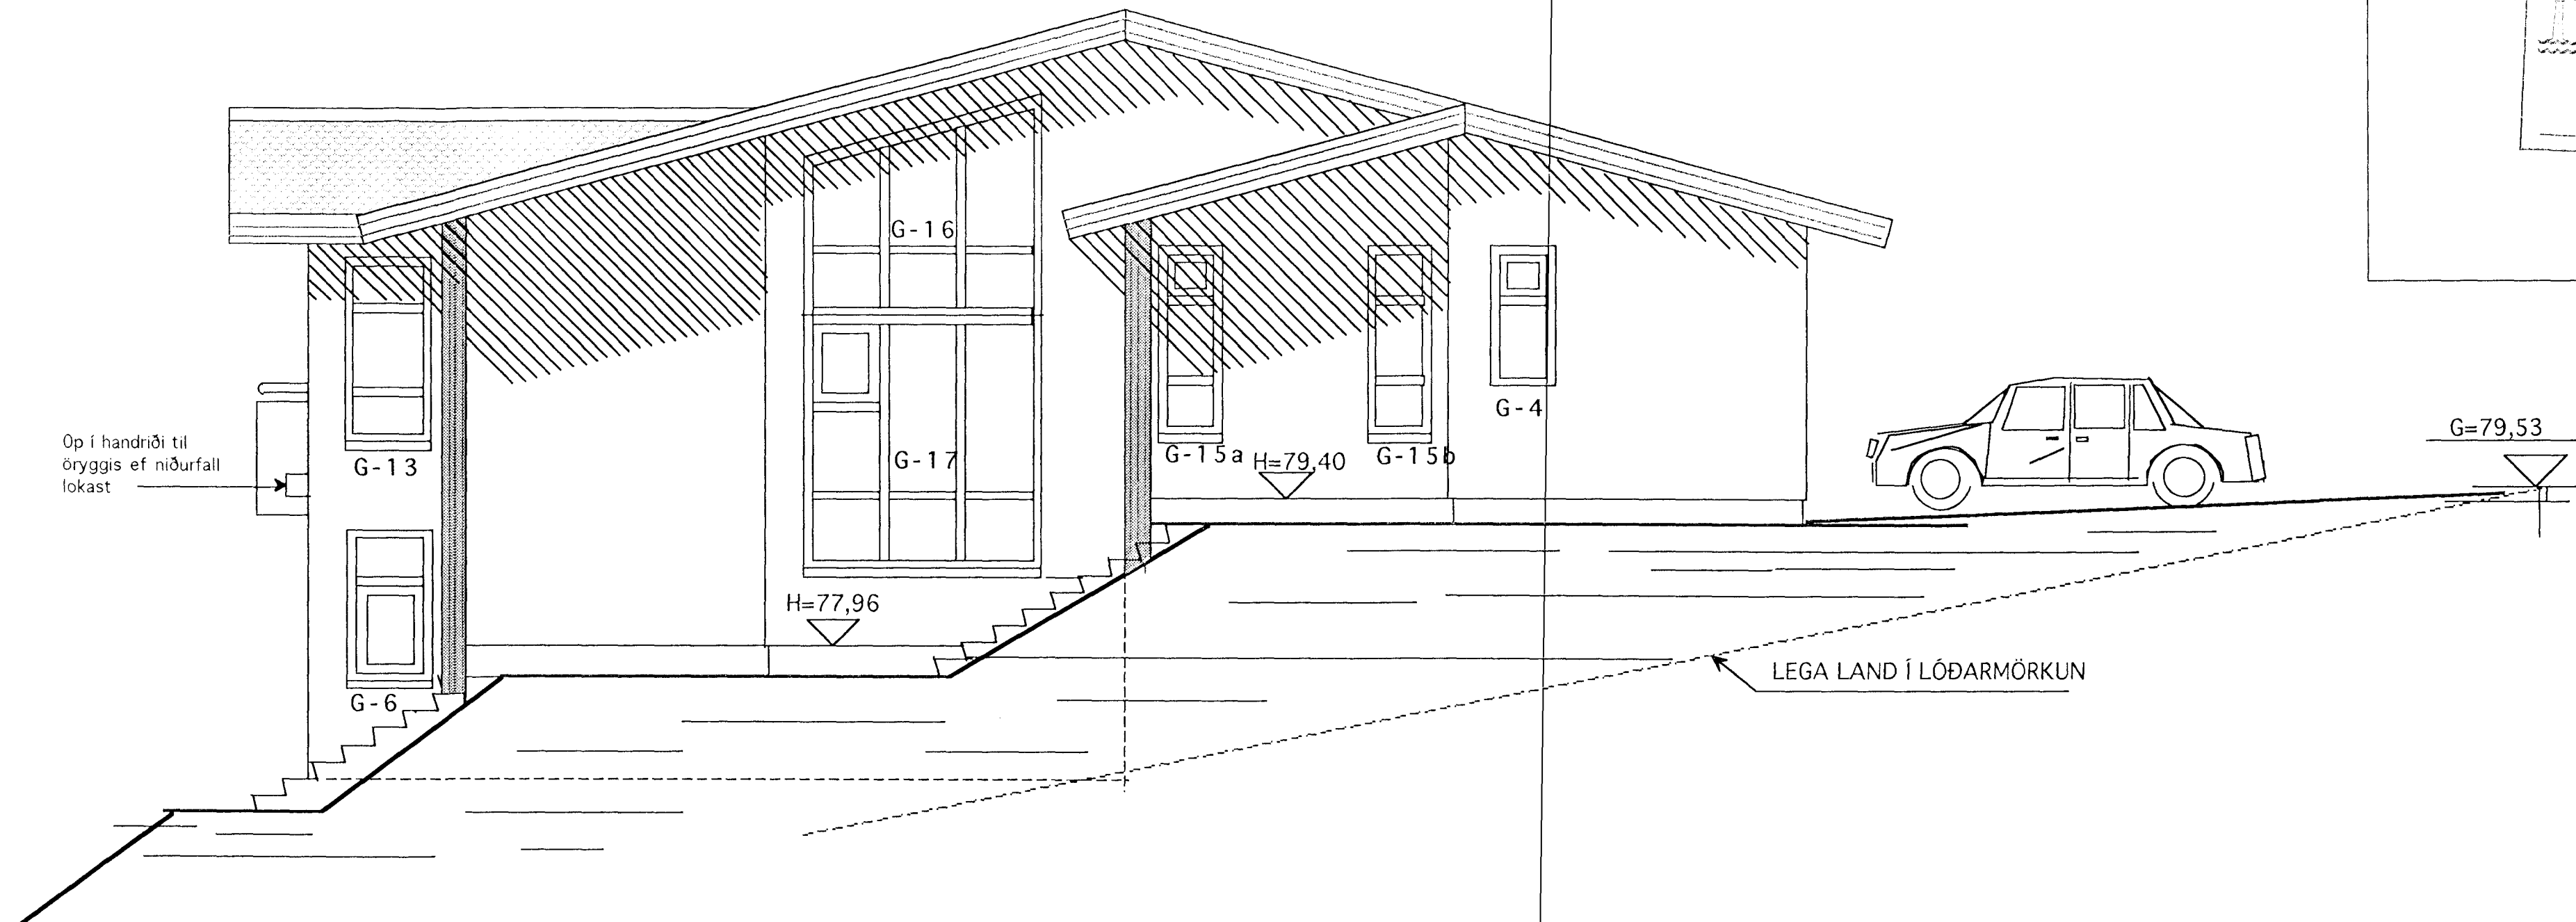 G-16
G-4
Op í handriði til
öryggis ef niðurfall
lokast
G-13
G-17
G-15a
H=79,40
G-15b
G=79,53
H=77,96
G-6
LEGA LAND Í LÓÐARMÖRKUN